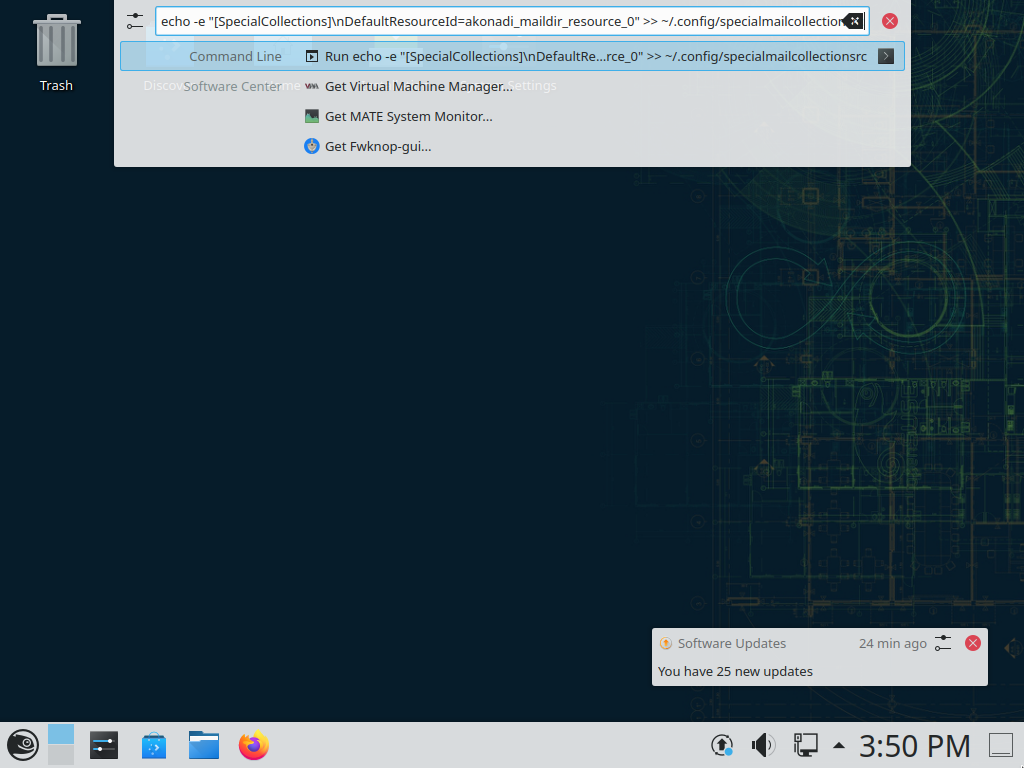 echo -e "[SpecialCollections]\nDefaultResourceId=akonadi_maildir_resource_0" >> ~/.config/specialmailcollection
Command Line Run echo -e "[SpecialCollections]\nDefaultRe...rce_0" >> ~/.config/specialmailcollectionsrc
Trash
Software Center Get Virtual Machine Manager...
Get MATE System Monitor...
Get Fwknop-gui...
Software Updates 24 min ago
You have 25 new updates
3:50 PM